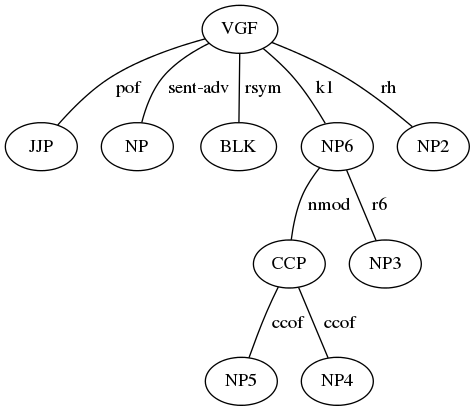 VGF
pof sent-adv rsym k1 rh
JJP NP BLK NP6 NP2
nmod r6
CCP NP3
ccof ccof
NP5 NP4